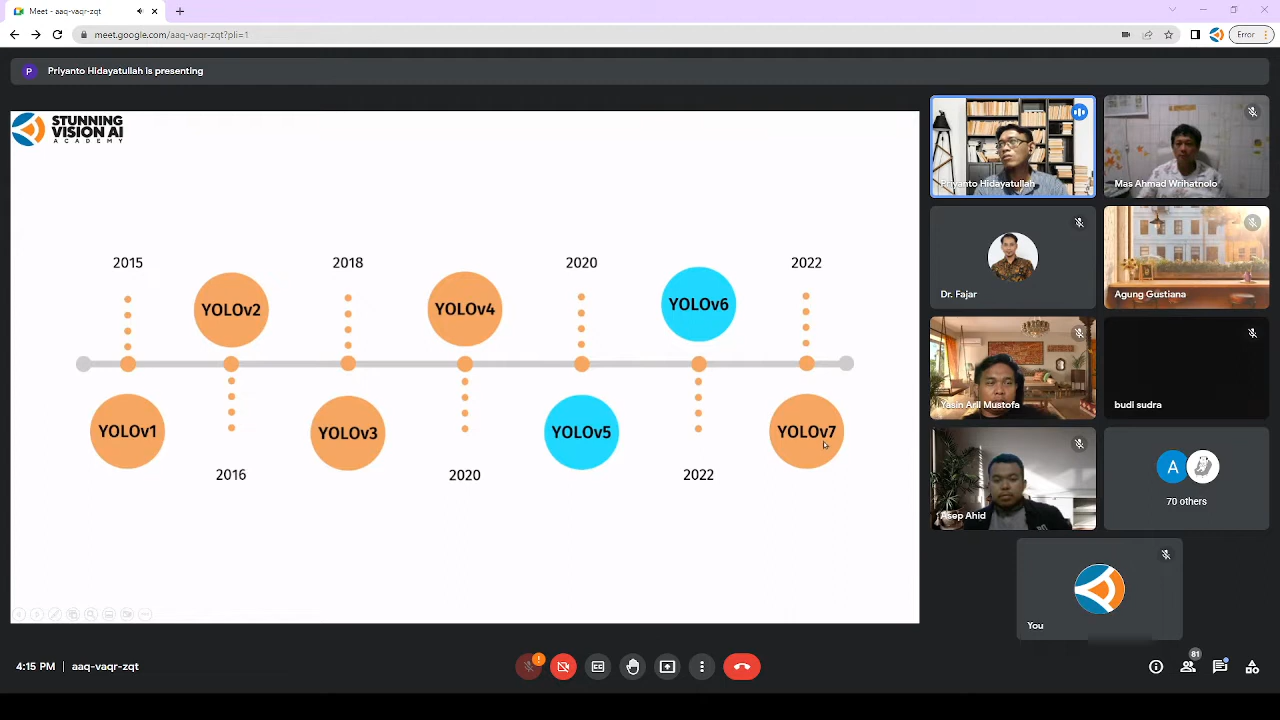 Meet - aaq-vaqr-zqt
meet.google.com/aaq-vaqr-zqt?pli=1
Error
P
Priyanto Hidayatullah is presenting
STUNNING
VISION AI
ACADEMY
2015
2018
2020
2022
YOLOv2
YOLOv4
YOLOv6
YOLOv1
YOLOv3
YOLOv5
YOLOv7
2016
2020
2022
Priyanto Hidayatullah
Mas Ahmad Wrihatnolo
Dr. Fajar
Agung Gustiana
Yasin Aril Mustofa
budi sudra
Asep Ahid
A
70 others
You
4:15 PM | aaq-vaqr-zqt
!
81